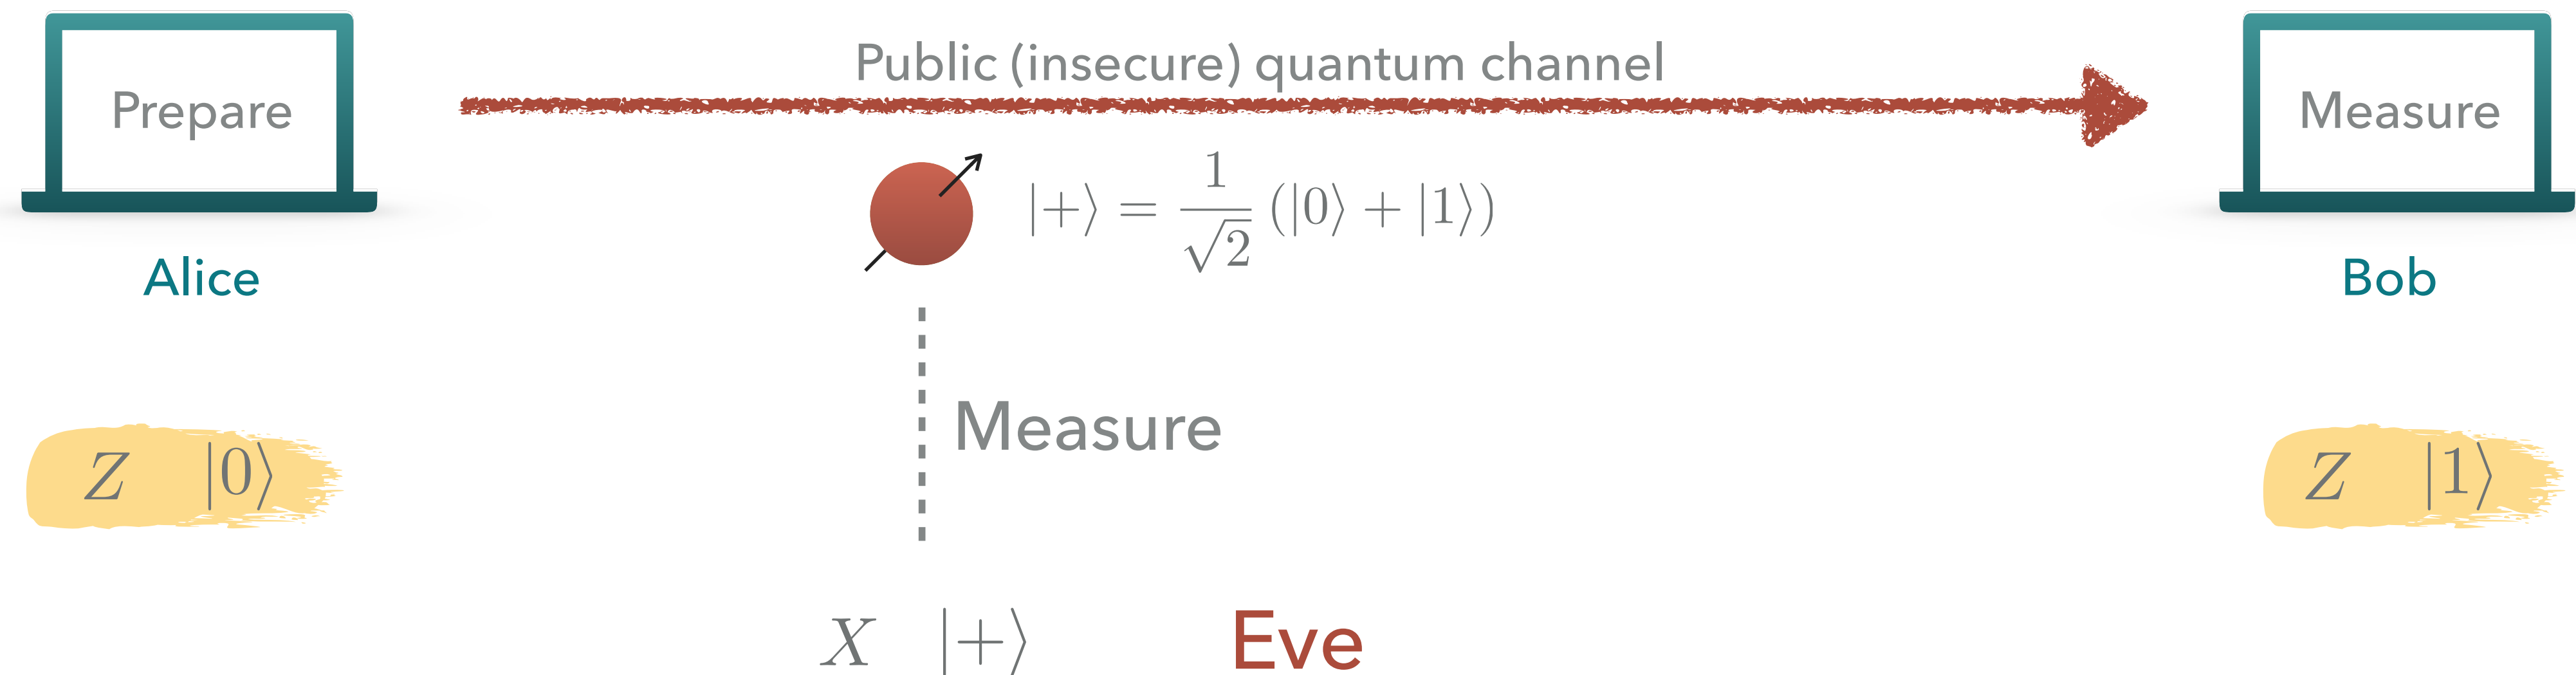 Public (insecure) quantum channel
Prepare
Measure
|+⟩ = 1/√2 (|0⟩ + |1⟩)
Alice
Bob
Measure
Z |0⟩
Z |1⟩
X |+⟩
Eve